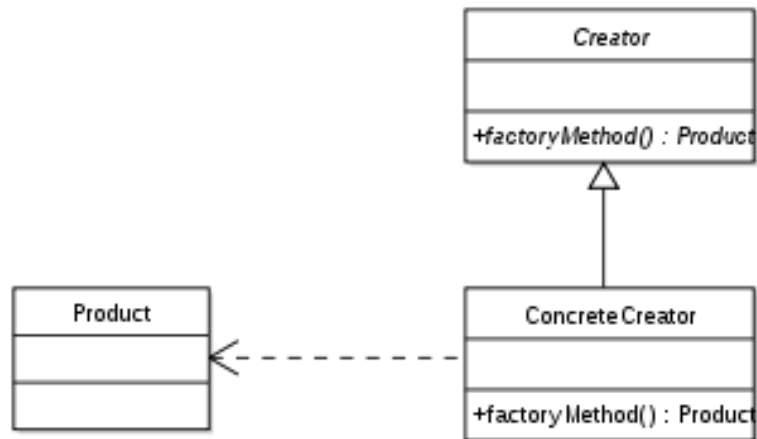 Creator
+factoryMethod() : Product
Product
ConcreteCreator
+factoryMethod() : Product